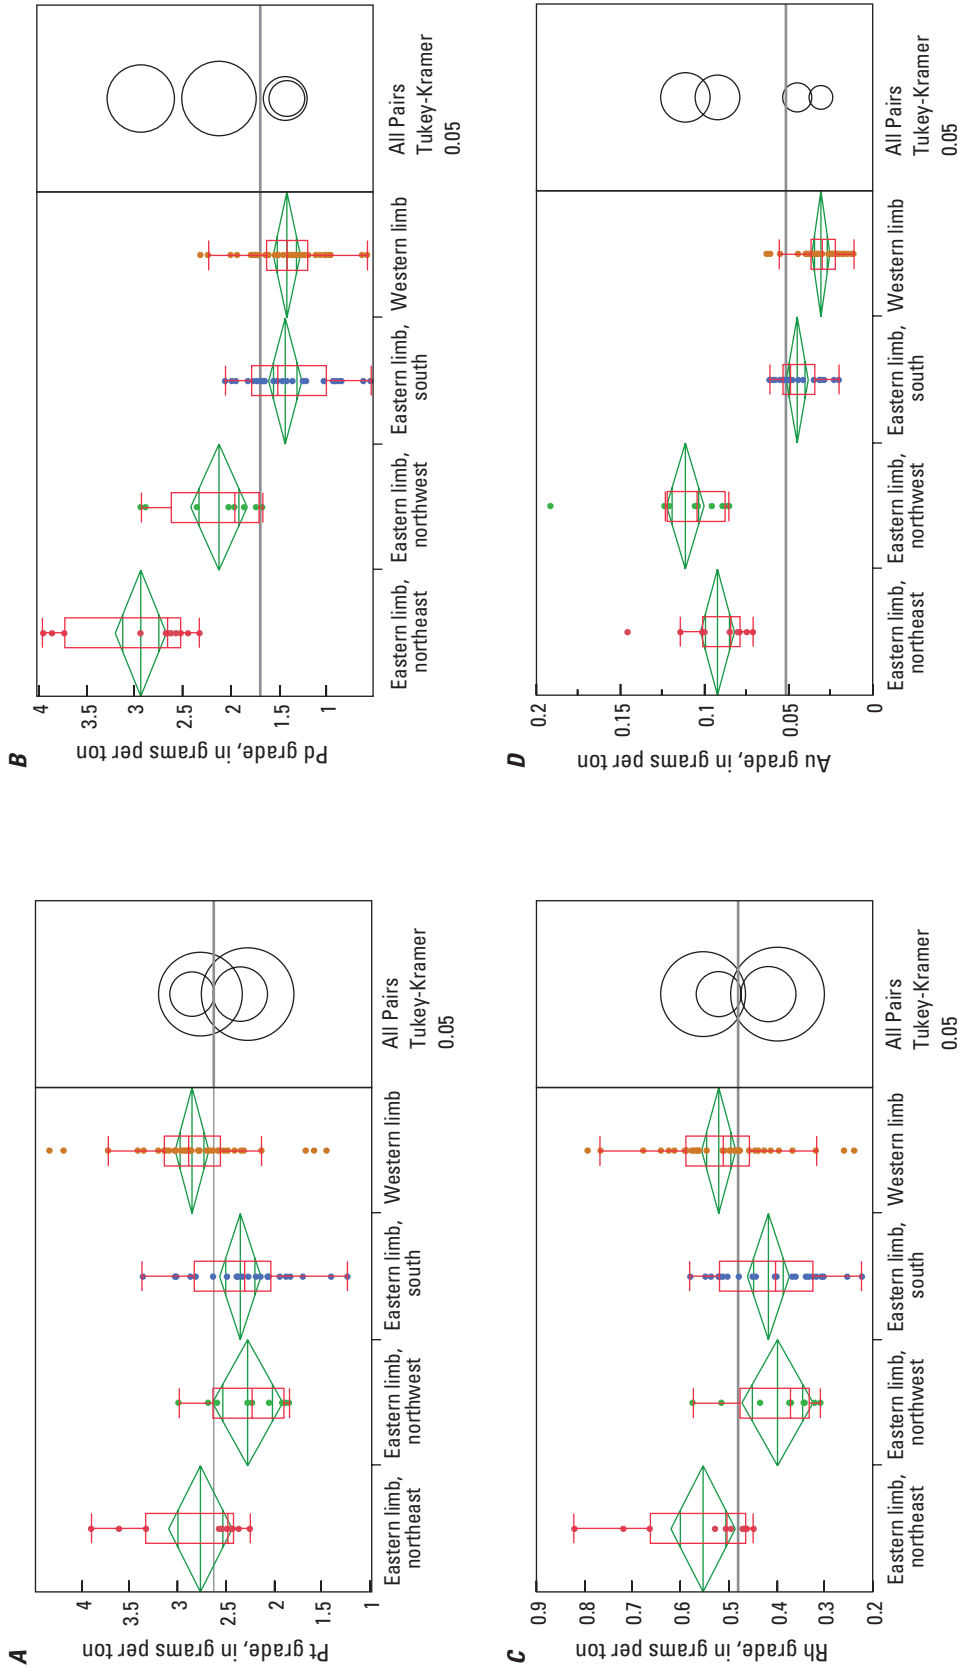 A
Pt grade, in grams per ton
4
3.5
3
2.5
2
1.5
1
Eastern limb,
northeast
Eastern limb,
northwest
Eastern limb,
south
Western limb
All Pairs
Tukey-Kramer
0.05
B
Pd grade, in grams per ton
4
3.5
3
2.5
2
1.5
1
Eastern limb,
northeast
Eastern limb,
northwest
Eastern limb,
south
Western limb
All Pairs
Tukey-Kramer
0.05
C
Rh grade, in grams per ton
0.9
0.8
0.7
0.6
0.5
0.4
0.3
0.2
Eastern limb,
northeast
Eastern limb,
northwest
Eastern limb,
south
Western limb
All Pairs
Tukey-Kramer
0.05
D
Au grade, in grams per ton
0.2
0.15
0.1
0.05
0
Eastern limb,
northeast
Eastern limb,
northwest
Eastern limb,
south
Western limb
All Pairs
Tukey-Kramer
0.05